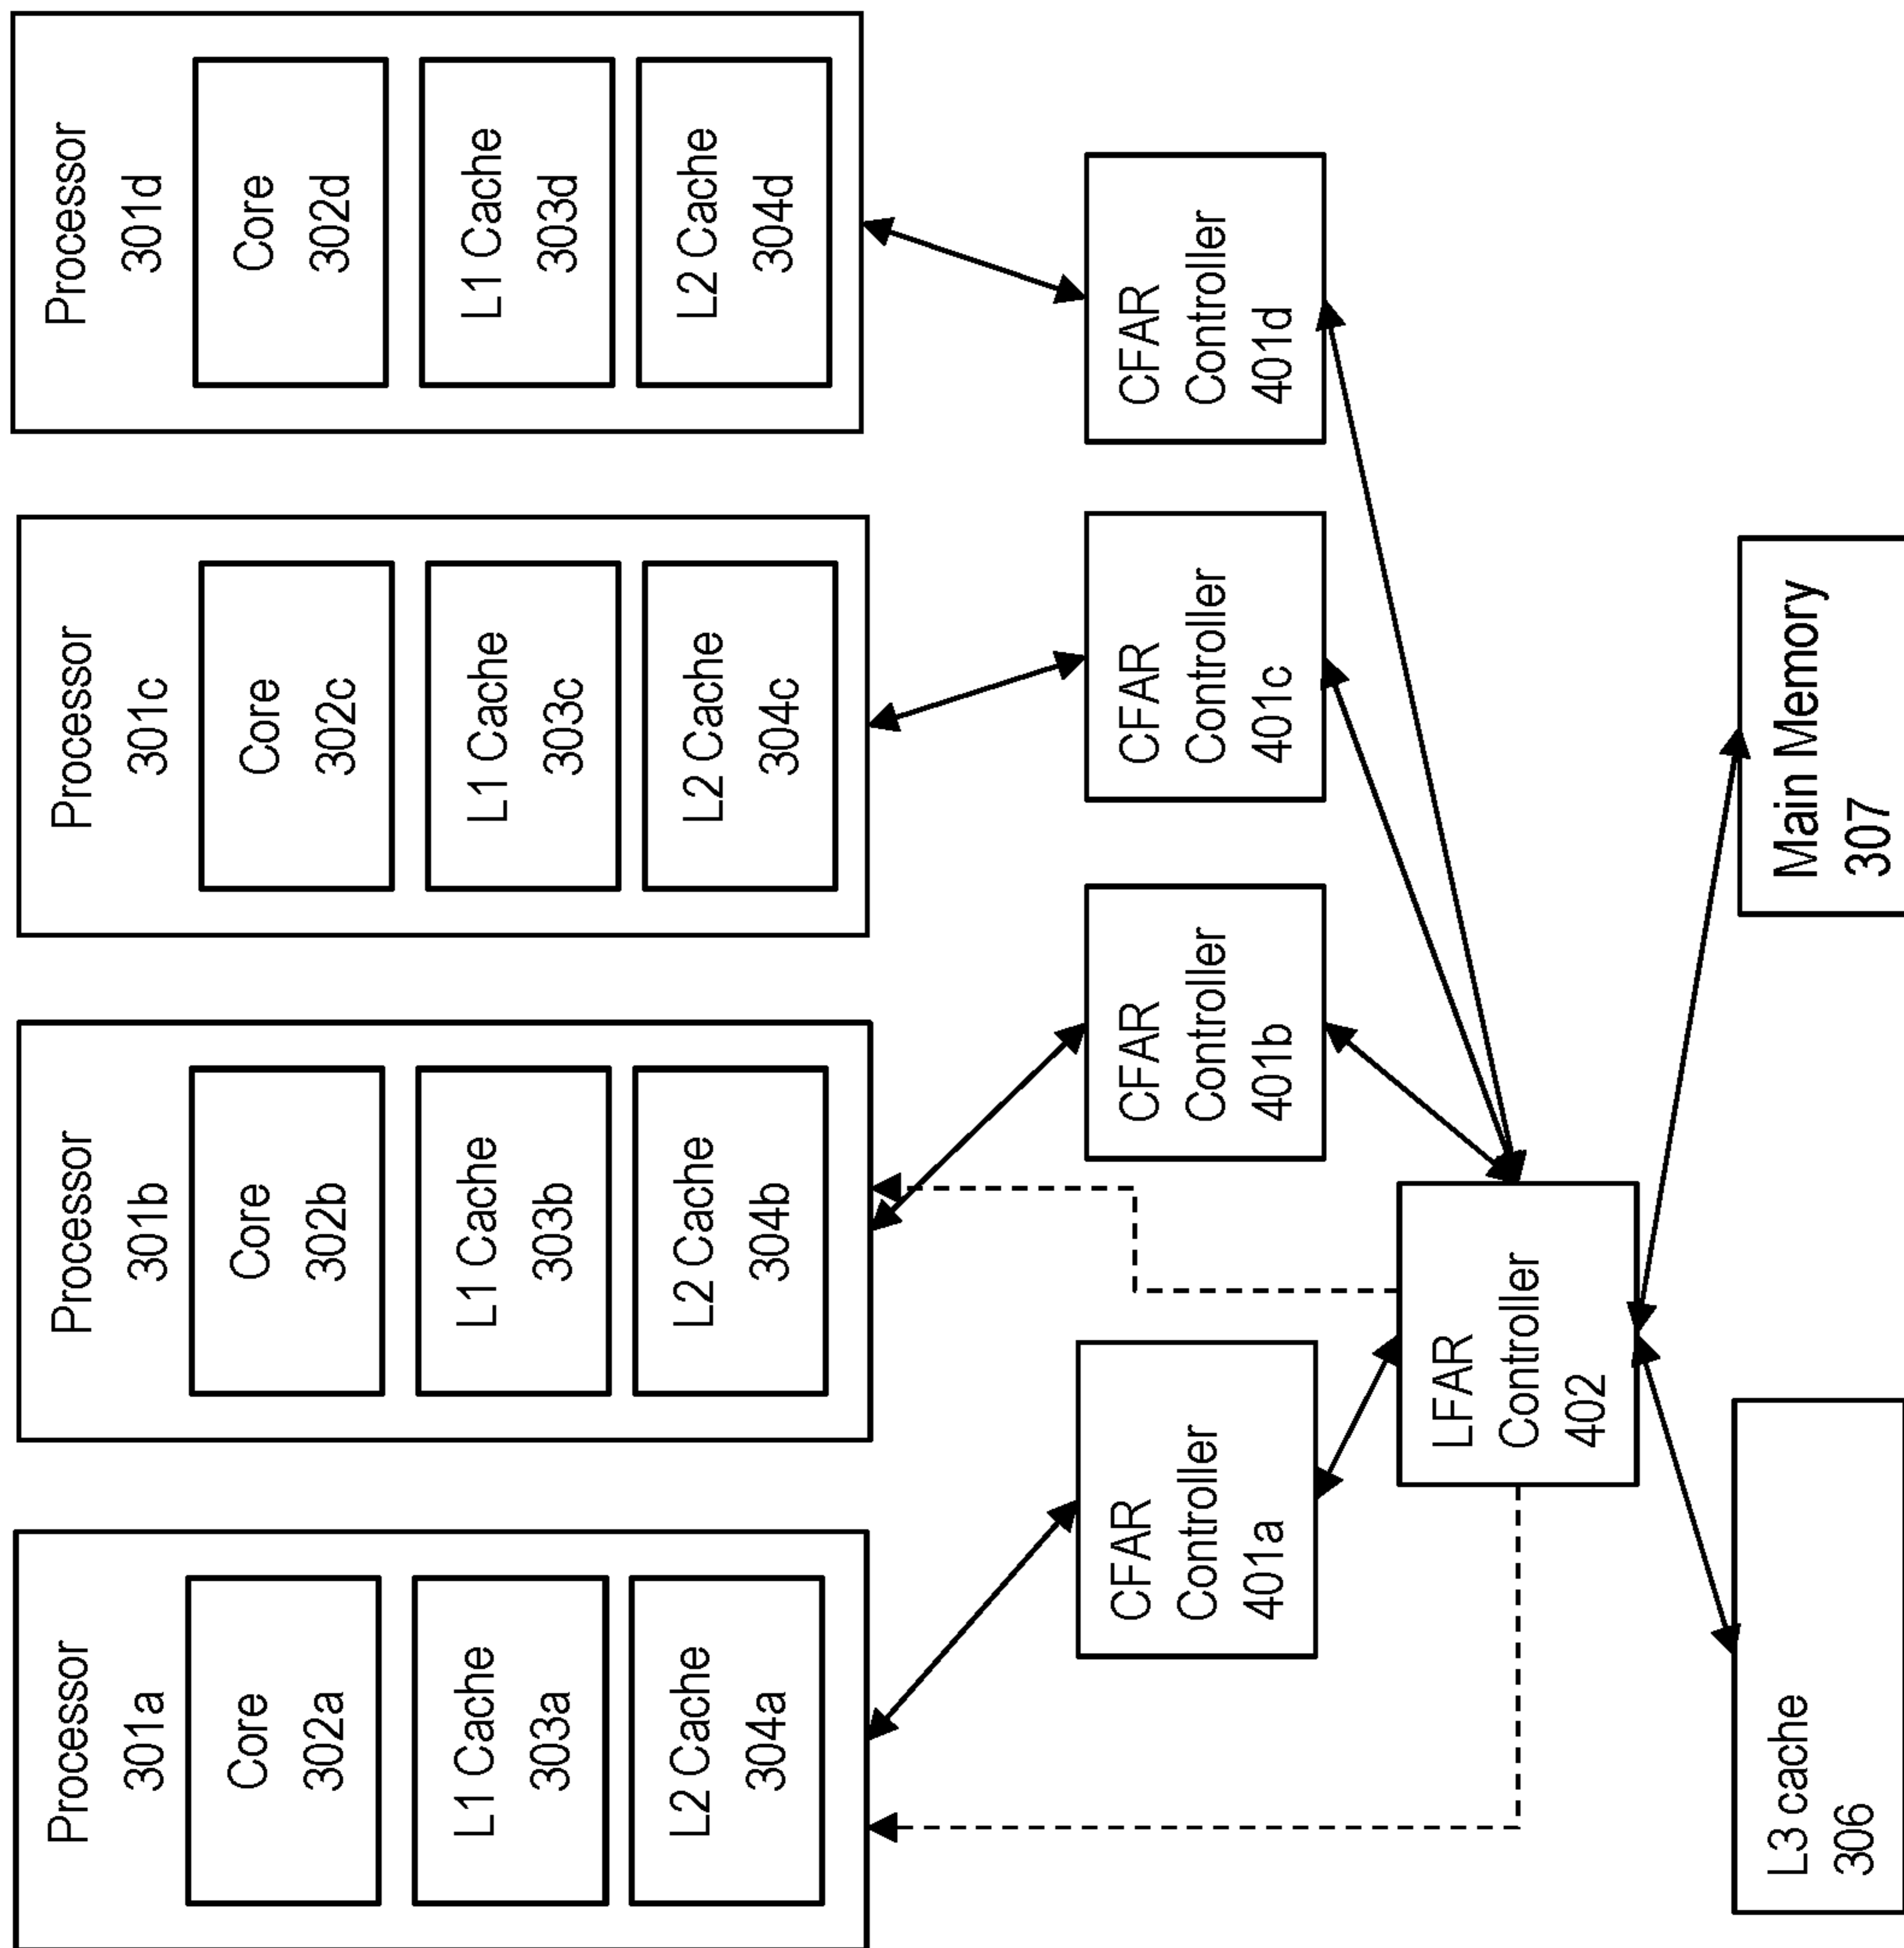 Processor
301a
Core
302a
L1 Cache
303a
L2 Cache
304a
Processor
301b
Core
302b
L1 Cache
303b
L2 Cache
304b
Processor
301c
Core
302c
L1 Cache
303c
L2 Cache
304c
Processor
301d
Core
302d
L1 Cache
303d
L2 Cache
304d
CFAR
Controller
401a
CFAR
Controller
401b
CFAR
Controller
401c
CFAR
Controller
401d
LFAR
Controller
402
L3 cache
306
Main Memory
307